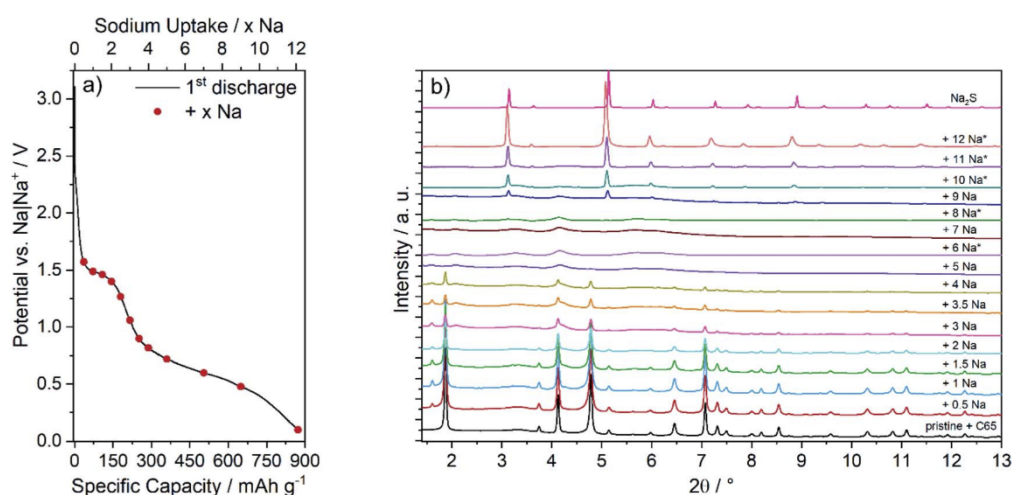 Sodium Uptake / x Na
0 3 6 9 12
a)
1st discharge
+ x Na
3.0
2.5
2.0
1.5
1.0
0.5
0.0
Potential vs. Na|Na+ / V
0 150 300 450 600 750 900
Specific Capacity / mAh g-1
b)
Na2S
+ 12 Na*
+ 11 Na*
+ 10 Na*
+ 9 Na
+ 8 Na*
+ 7 Na
+ 6 Na*
+ 5 Na
+ 4 Na
+ 3.5 Na
+ 3 Na
+ 2 Na
+ 1.5 Na
+ 1 Na
+ 0.5 Na
pristine + C65
Intensity / a. u.
2 3 4 5 6 7 8 9 10 11 12 13
2θ / °